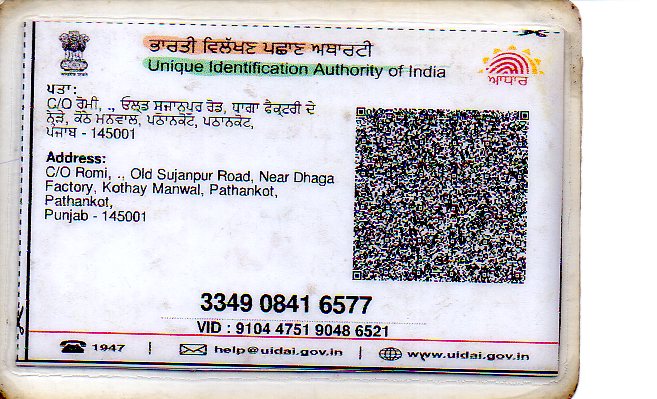 ਭਾਰਤੀ ਵਿਲੱਖਣ ਪਛਾਣ ਅਥਾਰਟੀ
Unique Identification Authority of India
ਆਧਾਰ
ਪਤਾ:
C/O ਰੋਮੀ, ., ਓਲ੍ਡ ਸੁਜਾਨਪੁਰ ਰੋਡ, ਧਾਗਾ ਫੈਕਟਰੀ ਦੇ
ਨੇੜੇ, ਕੋਠੇ ਮਨਵਾਲ, ਪਠਾਨਕੋਟ, ਪਠਾਨਕੋਟ,
ਪੰਜਾਬ - 145001
Address:
C/O Romi, ., Old Sujanpur Road, Near Dhaga
Factory, Kothay Manwal, Pathankot,
Pathankot,
Punjab - 145001
3349 0841 6577
VID : 9104 4751 9048 6521
1947 | help@uidai.gov.in | www.uidai.gov.in